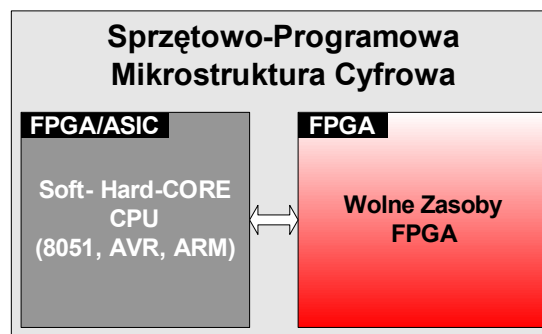 Sprzętowo-Programowa
Mikrostruktura Cyfrowa
FPGA/ASIC
Soft- Hard-CORE
CPU
(8051, AVR, ARM)
FPGA
Wolne Zasoby
FPGA